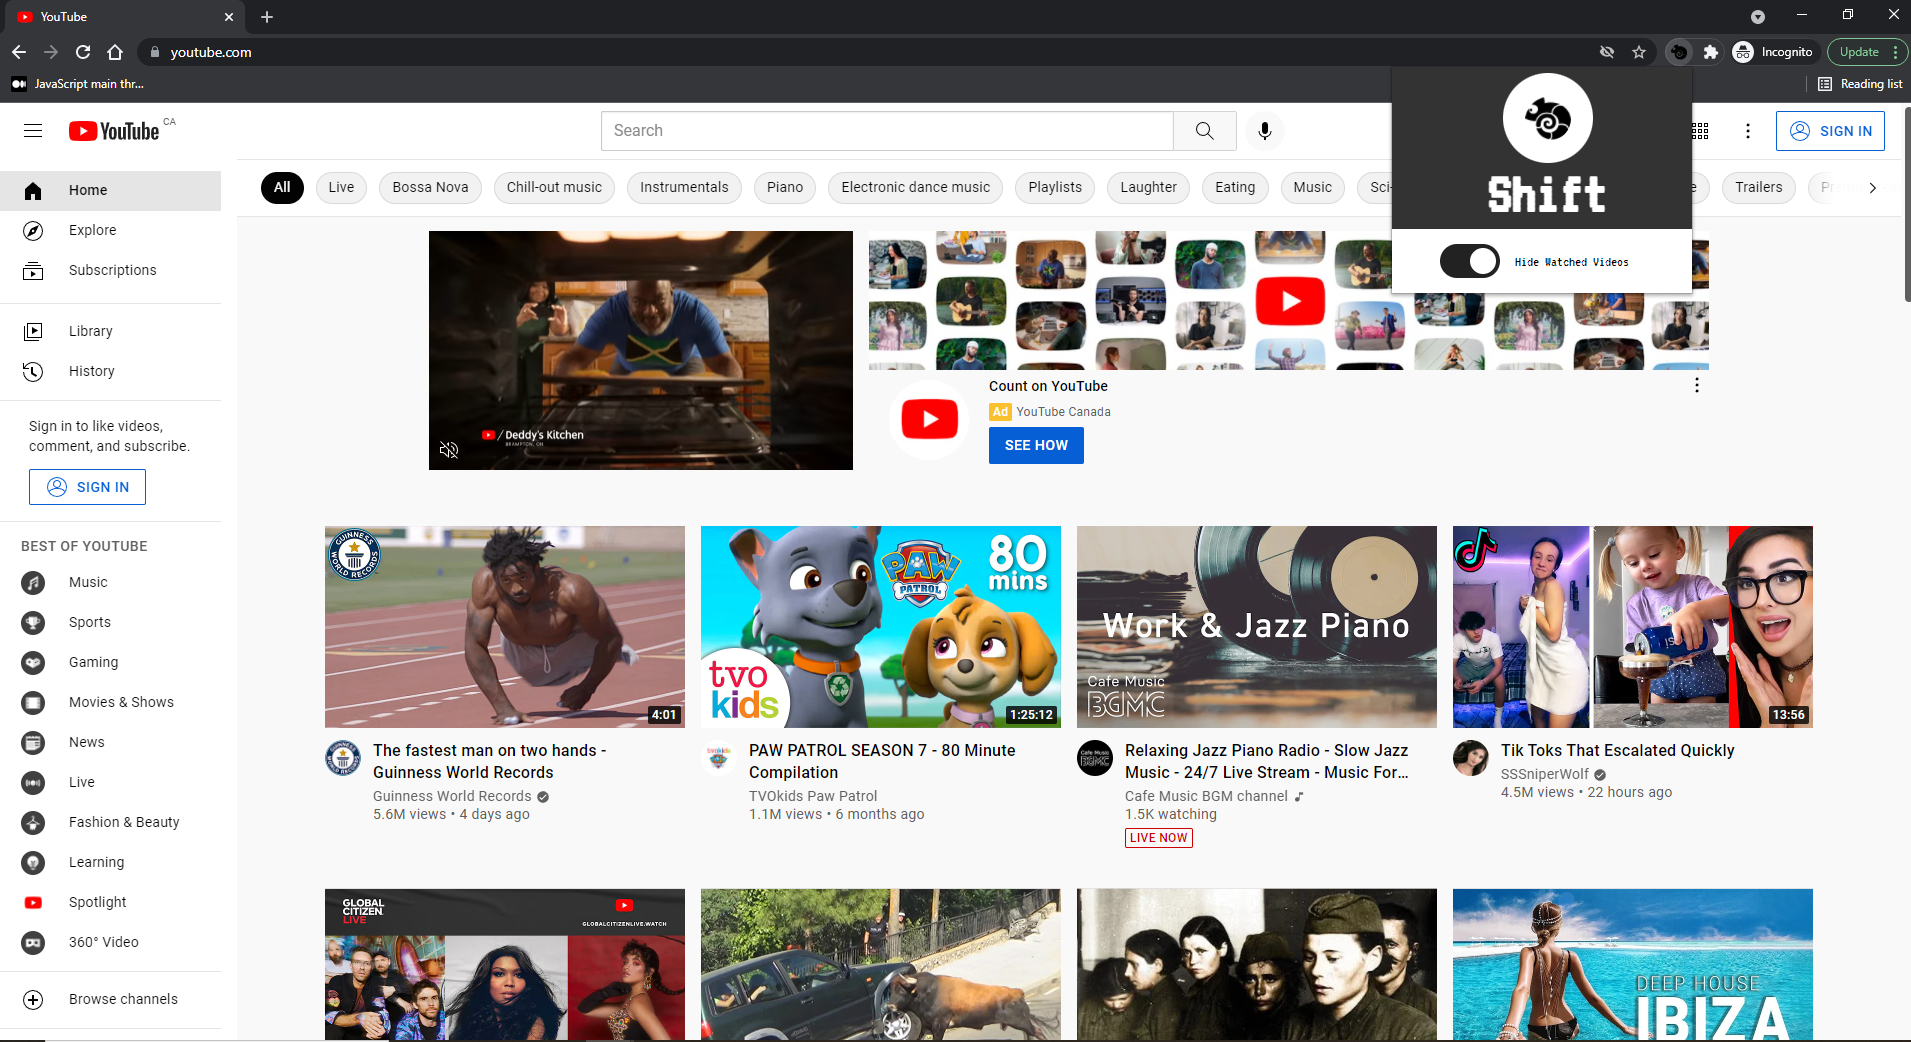 YouTube
youtube.com
Incognito
Update
JavaScript main thr...
Reading list
YouTube CA
Search
SIGN IN
Shift
Hide Watched Videos
Home
Explore
Subscriptions
Library
History
Sign in to like videos,
comment, and subscribe.
SIGN IN
BEST OF YOUTUBE
Music
Sports
Gaming
Movies & Shows
News
Live
Fashion & Beauty
Learning
Spotlight
360° Video
Browse channels
All
Live
Bossa Nova
Chill-out music
Instrumentals
Piano
Electronic dance music
Playlists
Laughter
Eating
Music
Sci-
e
Trailers
/ Deddy's Kitchen
BRAMPTON, ON
Count on YouTube
Ad YouTube Canada
SEE HOW
GUINNESS WORLD RECORDS
4:01
The fastest man on two hands -
Guinness World Records
Guinness World Records
5.6M views • 4 days ago
PAW PATROL
80
mins
tvo
kids
1:25:12
PAW PATROL SEASON 7 - 80 Minute
Compilation
TVOkids Paw Patrol
1.1M views • 6 months ago
Work & Jazz Piano
Cafe Music
BGMC
Cafe Music
BGMC
Relaxing Jazz Piano Radio - Slow Jazz
Music - 24/7 Live Stream - Music For...
Cafe Music BGM channel
1.5K watching
LIVE NOW
13:56
Tik Toks That Escalated Quickly
SSSniperWolf
4.5M views • 22 hours ago
GLOBAL
CITIZEN
LIVE
GLOBALCITIZENLIVE.WATCH
DEEP HOUSE
IBIZA